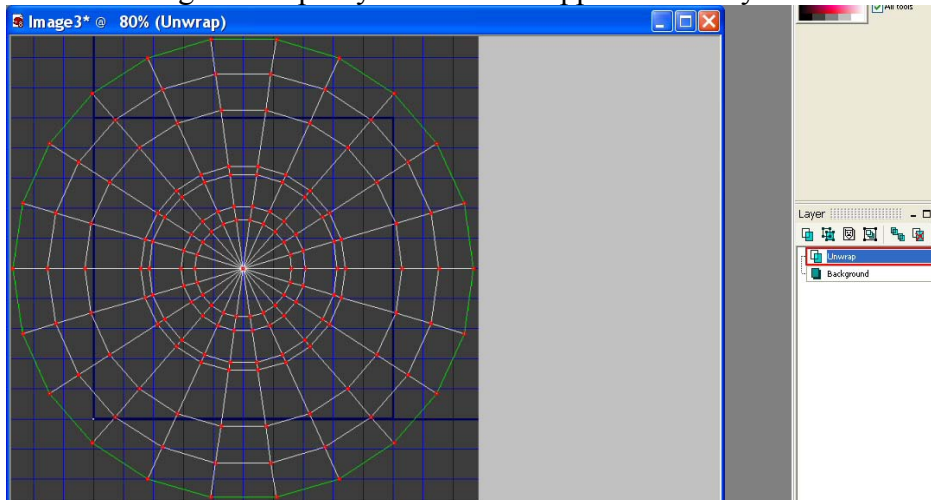 Image3* @ 80% (Unwrap)
All tools
Layer
Unwrap
Background